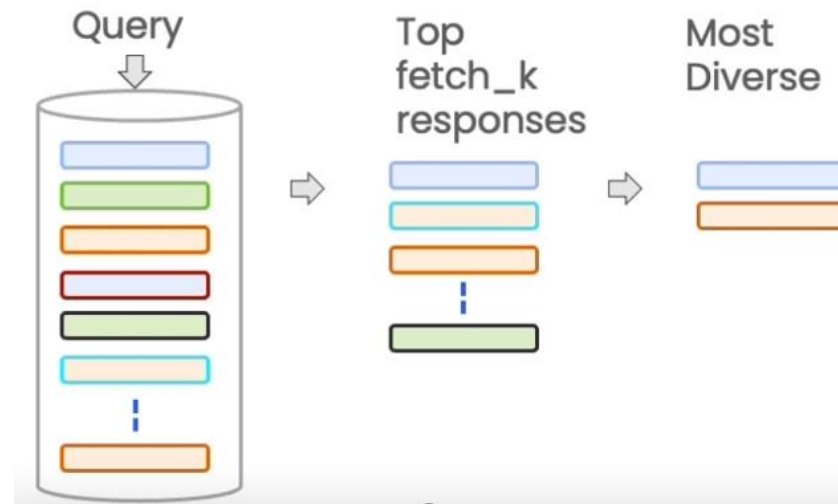 Query
Top
fetch_k
responses
Most
Diverse